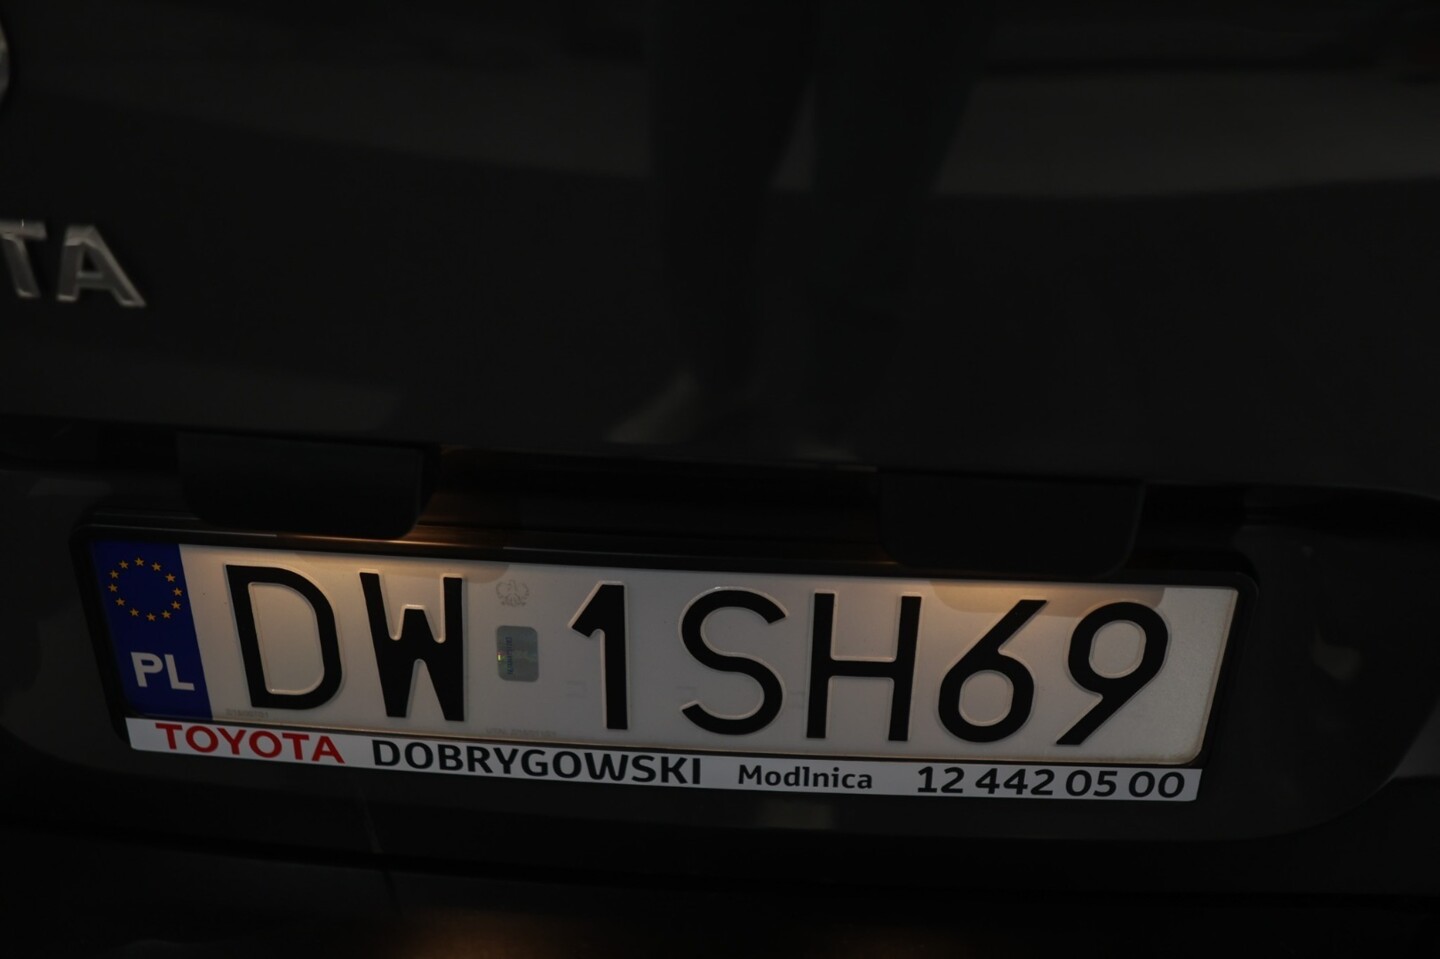 TA
PL
DW 1SH69
TOYOTA DOBRYGOWSKI Modlnica 12 442 05 00